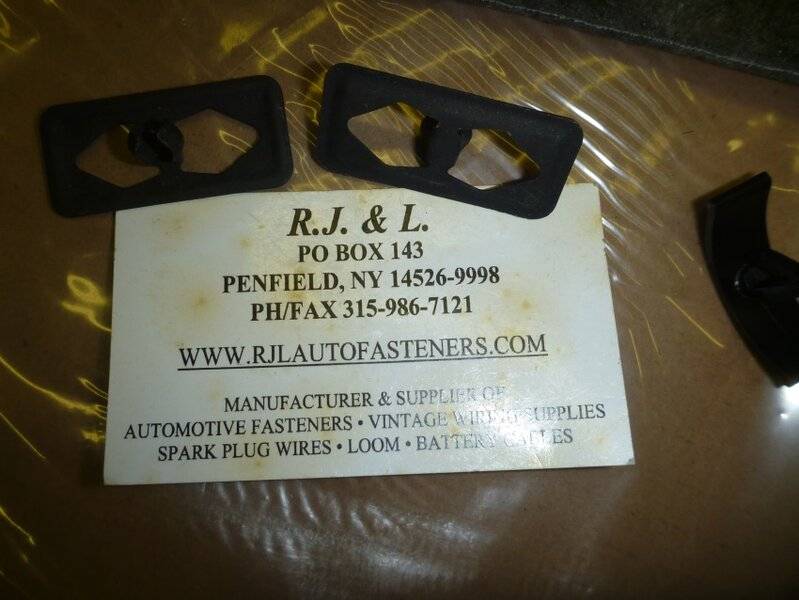 R.J. & L.
PO BOX 143
PENFIELD, NY 14526-9998
PH/FAX 315-986-7121
WWW.RJLAUTOFASTENERS.COM
MANUFACTURER & SUPPLIER OF
AUTOMOTIVE FASTENERS • VINTAGE WIRING SUPPLIES
SPARK PLUG WIRES • LOOM • BATTERY CABLES